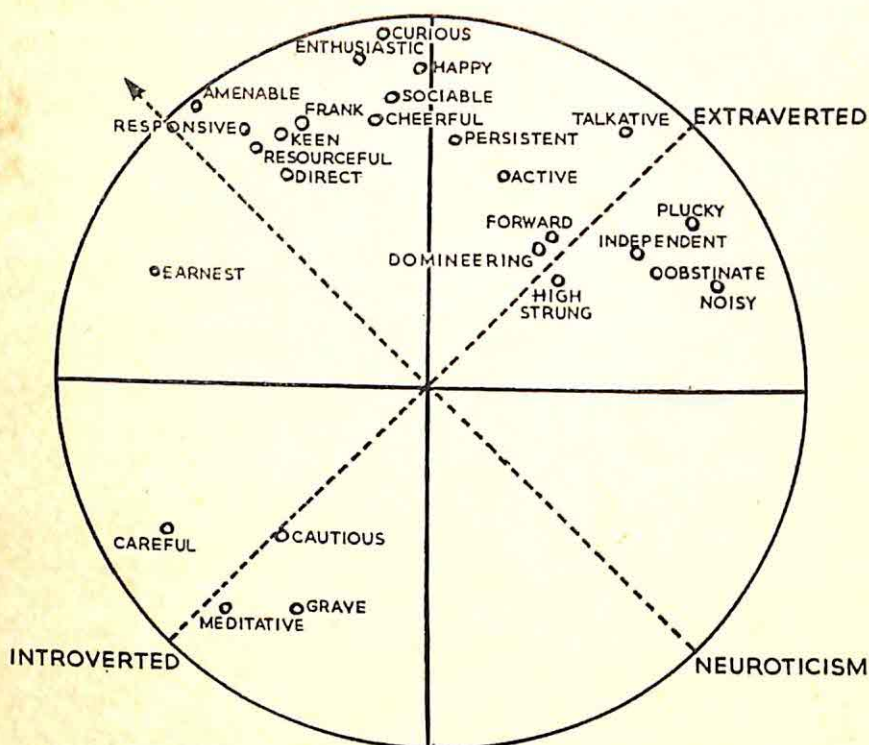 CURIOUS
ENTHUSIASTIC
HAPPY
AMENABLE
SOCIABLE
FRANK
CHEERFUL
TALKATIVE
EXTRAVERTED
RESPONSIVE
KEEN
PERSISTENT
RESOURCEFUL
DIRECT
ACTIVE
PLUCKY
FORWARD
INDEPENDENT
DOMINEERING
EARNEST
OBSTINATE
HIGH
STRUNG
NOISY
CAREFUL
CAUTIOUS
MEDITATIVE
GRAVE
INTROVERTED
NEUROTICISM